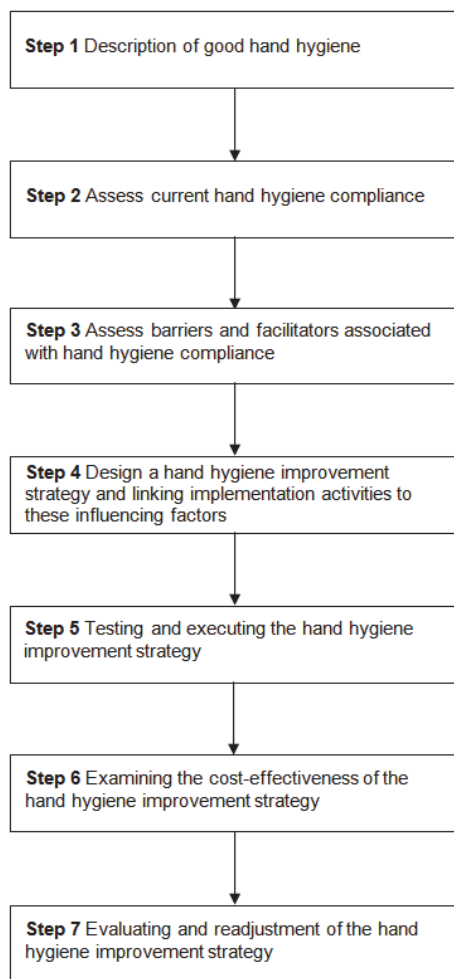 Step 1 Description of good hand hygiene
Step 2 Assess current hand hygiene compliance
Step 3 Assess barriers and facilitators associated
with hand hygiene compliance
Step 4 Design a hand hygiene improvement
strategy and linking implementation activities to
these influencing factors
Step 5 Testing and executing the hand hygiene
improvement strategy
Step 6 Examining the cost-effectiveness of the
hand hygiene improvement strategy
Step 7 Evaluating and readjustment of the hand
hygiene improvement strategy